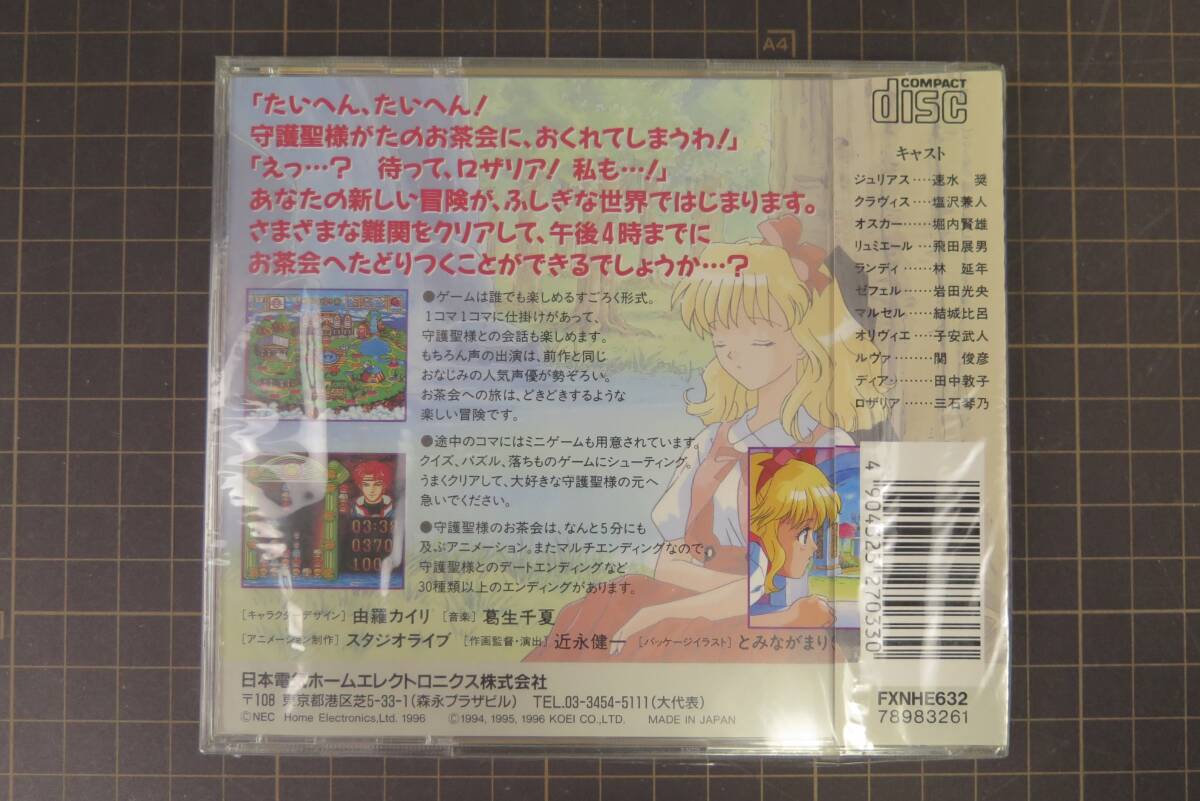 A4
「たいへん、たいへん！
守護聖様がたのお茶会に、おくれてしまうわ！」
「えっ…？　待って、ロザリア！ 私も…！」
あなたの新しい冒険が、ふしぎな世界ではじまります。
さまざまな難関をクリアして、午後4時までに
お茶会へたどりつくことができるでしょうか…？
●ゲームは誰でも楽しめるすごろく形式。
1コマ1コマに仕掛けがあって、
守護聖様との会話も楽しめます。
もちろん声の出演は、前作と同じ
おなじみの人気声優が勢ぞろい。
お茶会への旅は、どきどきするような
楽しい冒険です。
●途中のコマにはミニゲームも用意されています。
クイズ、パズル、落ちものゲームにシューティング。
うまくクリアして、大好きな守護聖様の元へ
急いでください。
03:38
0370
●守護聖様のお茶会は、なんと5分にも
及ぶアニメーション。またマルチエンディングなので、
守護聖様とのデートエンディングなど
30種類以上のエンディングがあります。
［キャラクターデザイン］ 由羅カイリ ［音楽］ 葛生千夏
［アニメーション制作］ スタジオライブ ［作画監督・演出］ 近永健一 ［パッケージイラスト］ とみながまり
日本電気ホームエレクトロニクス株式会社
〒108 東京都港区芝5-33-1（森永プラザビル） TEL.03-3454-5111（大代表）
©NEC Home Electronics,Ltd. 1996 ©1994, 1995, 1996 KOEI CO.,LTD. MADE IN JAPAN
COMPACT
disc
キャスト
ジュリアス‥‥速水 奨
クラヴィス‥‥塩沢兼人
オスカー‥‥堀内賢雄
リュミエール…飛田展男
ランディ……林 延年
ゼフェル……岩田光央
マルセル……結城比呂
オリヴィエ‥‥子安武人
ルヴァ………関 俊彦
ディア………田中敦子
ロザリア……三石琴乃
4 904325 270330
FXNHE632
78983261